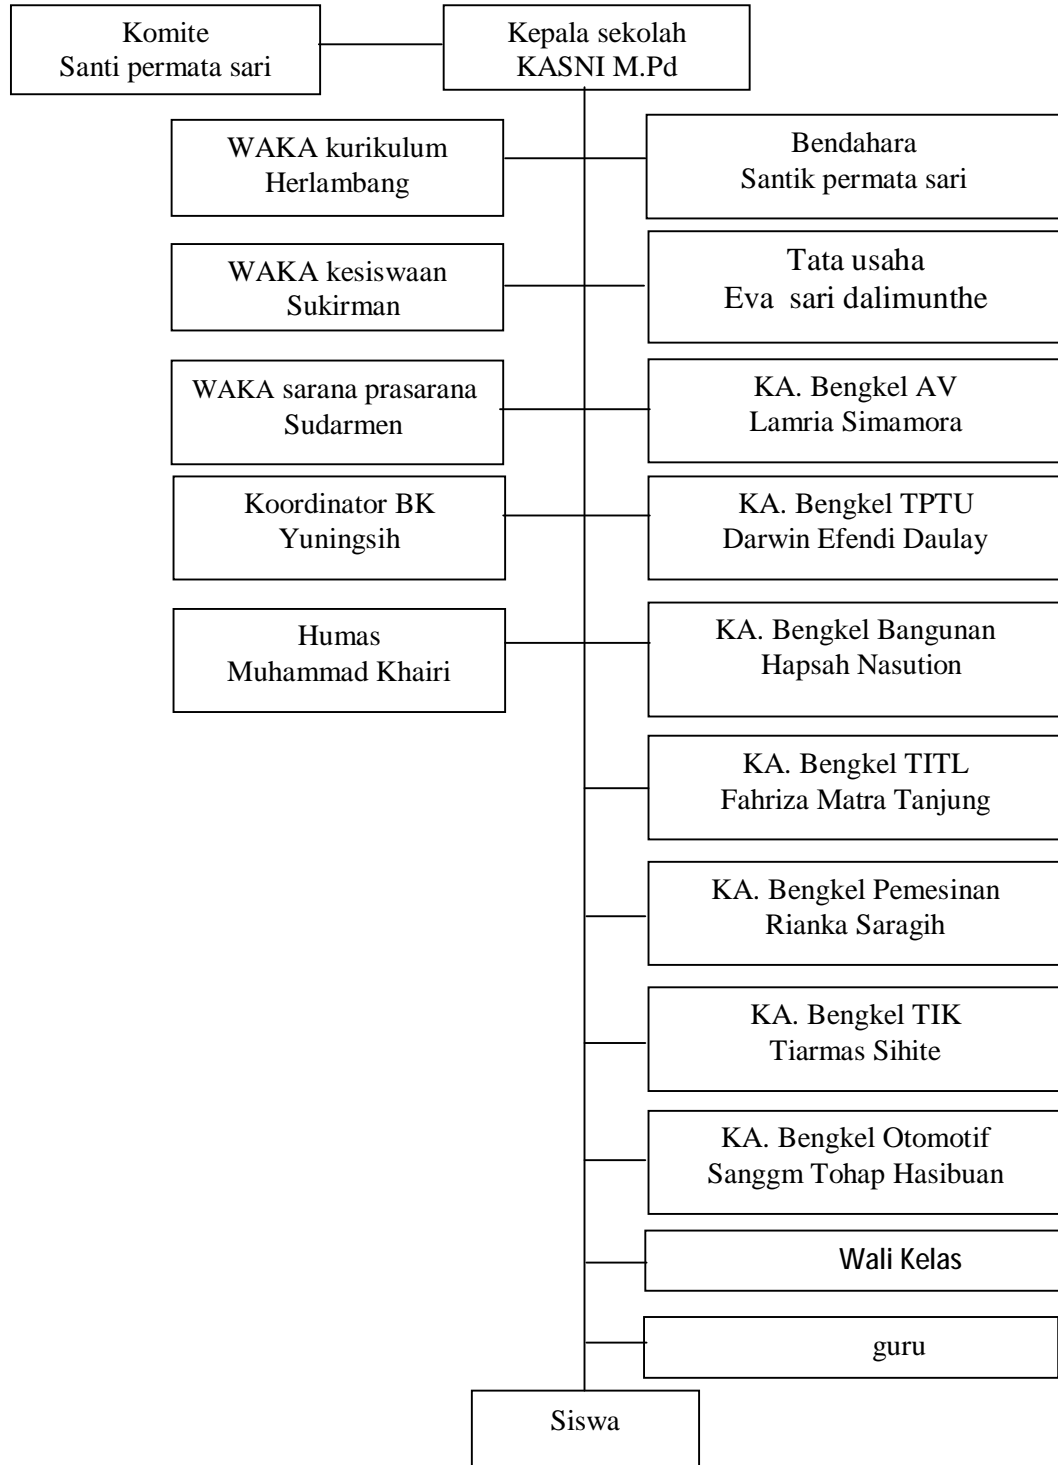 Komite
Santi permata sari
Kepala sekolah
KASNI M.Pd
WAKA kurikulum
Herlambang
Bendahara
Santik permata sari
WAKA kesiswaan
Sukirman
Tata usaha
Eva  sari dalimunthe
WAKA sarana prasarana
Sudarmen
KA. Bengkel AV
Lamria Simamora
Koordinator BK
Yuningsih
KA. Bengkel TPTU
Darwin Efendi Daulay
Humas
Muhammad Khairi
KA. Bengkel Bangunan
Hapsah Nasution
KA. Bengkel TITL
Fahriza Matra Tanjung
KA. Bengkel Pemesinan
Rianka Saragih
KA. Bengkel TIK
Tiarmas Sihite
KA. Bengkel Otomotif
Sanggm Tohap Hasibuan
Wali Kelas
guru
Siswa